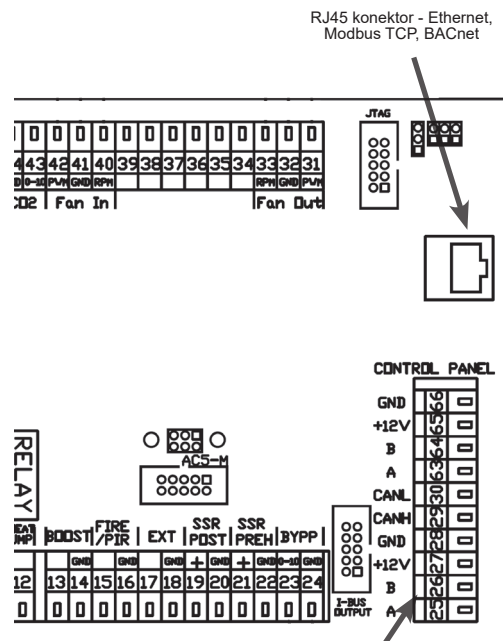 RJ45 konektor - Ethernet,
Modbus TCP, BACnet
JTAG
43 42 41 40 39 38 37 36 35 34 33 32 31
0-10 PWM GND RPM RPM GND PWM
CO2 Fan In Fan Out
CONTROL PANEL
GND 66
+12V 65
B 64
A 63
CANL 30
CANH 29
GND 28
+12V 27
B 26
A 25
RELAY
AC5-M
BOOST FIRE /PIR EXT SSR POST SSR PREH BYPP
GND GND GND + GND + GND 0-10 GND
12 13 14 15 16 17 18 19 20 21 22 23 24
I-BUS
OUTPUT